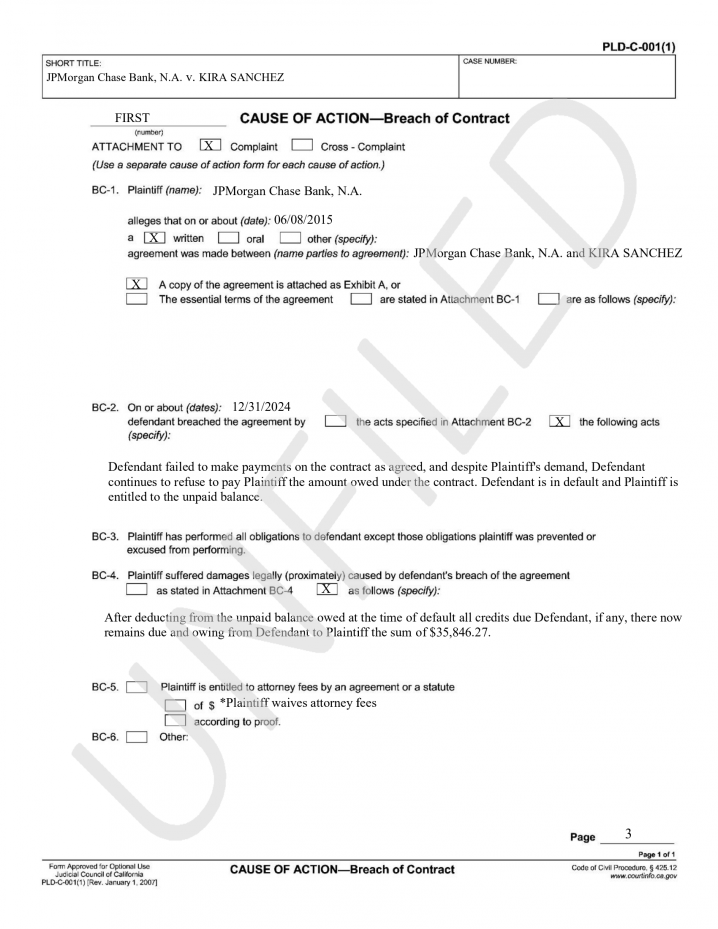 PLD-C-001(1)
SHORT TITLE:
JPMorgan Chase Bank, N.A. v. KIRA SANCHEZ
CASE NUMBER:
FIRST
CAUSE OF ACTION—Breach of Contract
(number)
ATTACHMENT TO X Complaint Cross - Complaint
(Use a separate cause of action form for each cause of action.)
BC-1. Plaintiff (name): JPMorgan Chase Bank, N.A.
alleges that on or about (date): 06/08/2015
a X written oral other (specify):
agreement was made between (name parties to agreement): JPMorgan Chase Bank, N.A. and KIRA SANCHEZ
X A copy of the agreement is attached as Exhibit A, or
The essential terms of the agreement are stated in Attachment BC-1 are as follows (specify):
BC-2. On or about (dates): 12/31/2024
defendant breached the agreement by the acts specified in Attachment BC-2 X the following acts
(specify):
Defendant failed to make payments on the contract as agreed, and despite Plaintiff's demand, Defendant
continues to refuse to pay Plaintiff the amount owed under the contract. Defendant is in default and Plaintiff is
entitled to the unpaid balance.
BC-3. Plaintiff has performed all obligations to defendant except those obligations plaintiff was prevented or
excused from performing.
BC-4. Plaintiff suffered damages legally (proximately) caused by defendant's breach of the agreement
as stated in Attachment BC-4 X as follows (specify):
After deducting from the unpaid balance owed at the time of default all credits due Defendant, if any, there now
remains due and owing from Defendant to Plaintiff the sum of $35,846.27.
BC-5. Plaintiff is entitled to attorney fees by an agreement or a statute
of $ *Plaintiff waives attorney fees
according to proof.
BC-6. Other:
UNFILED
Page 3
Page 1 of 1
Form Approved for Optional Use
Judicial Council of California
PLD-C-001(1) [Rev. January 1, 2007]
CAUSE OF ACTION—Breach of Contract
Code of Civil Procedure, § 425.12
www.courtinfo.ca.gov